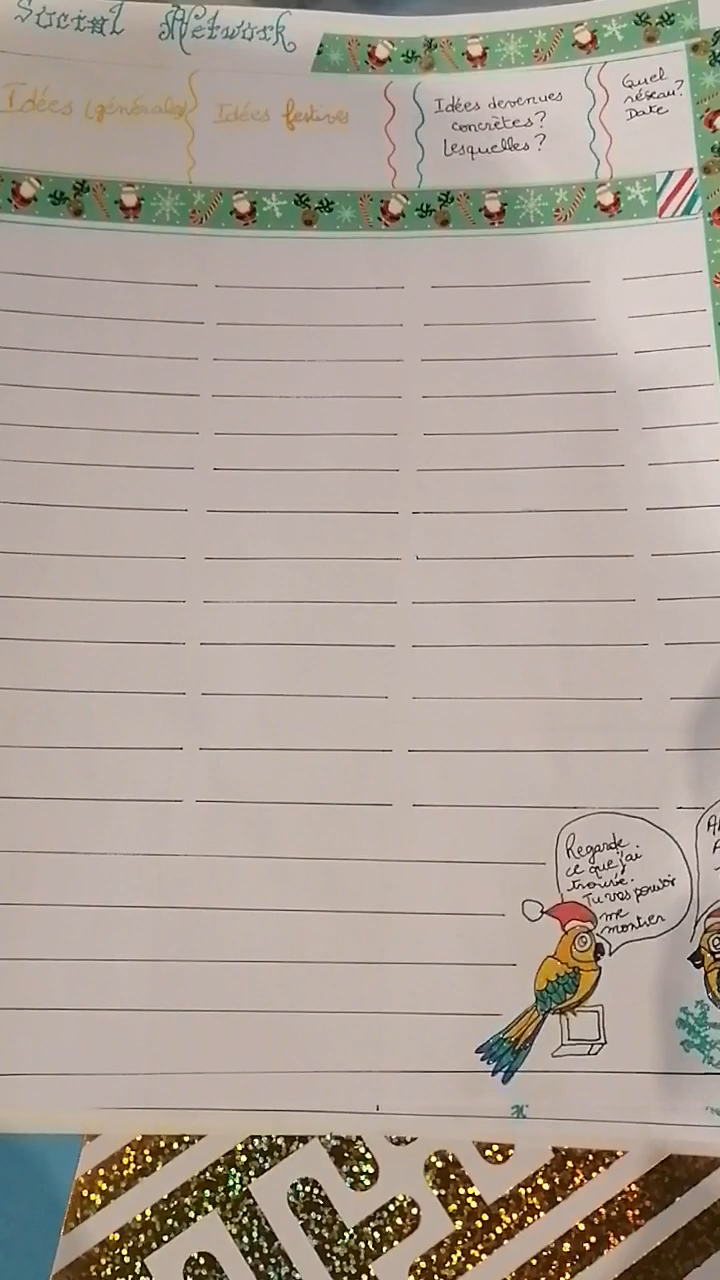 Social Network
Idées (générales)
Idées festives
Idées devenues
concrètes?
Lesquelles?
Quel
réseau?
Date
Regarde
ce que j'ai
trouvé.
Tu vas pouvoir
me
montrer